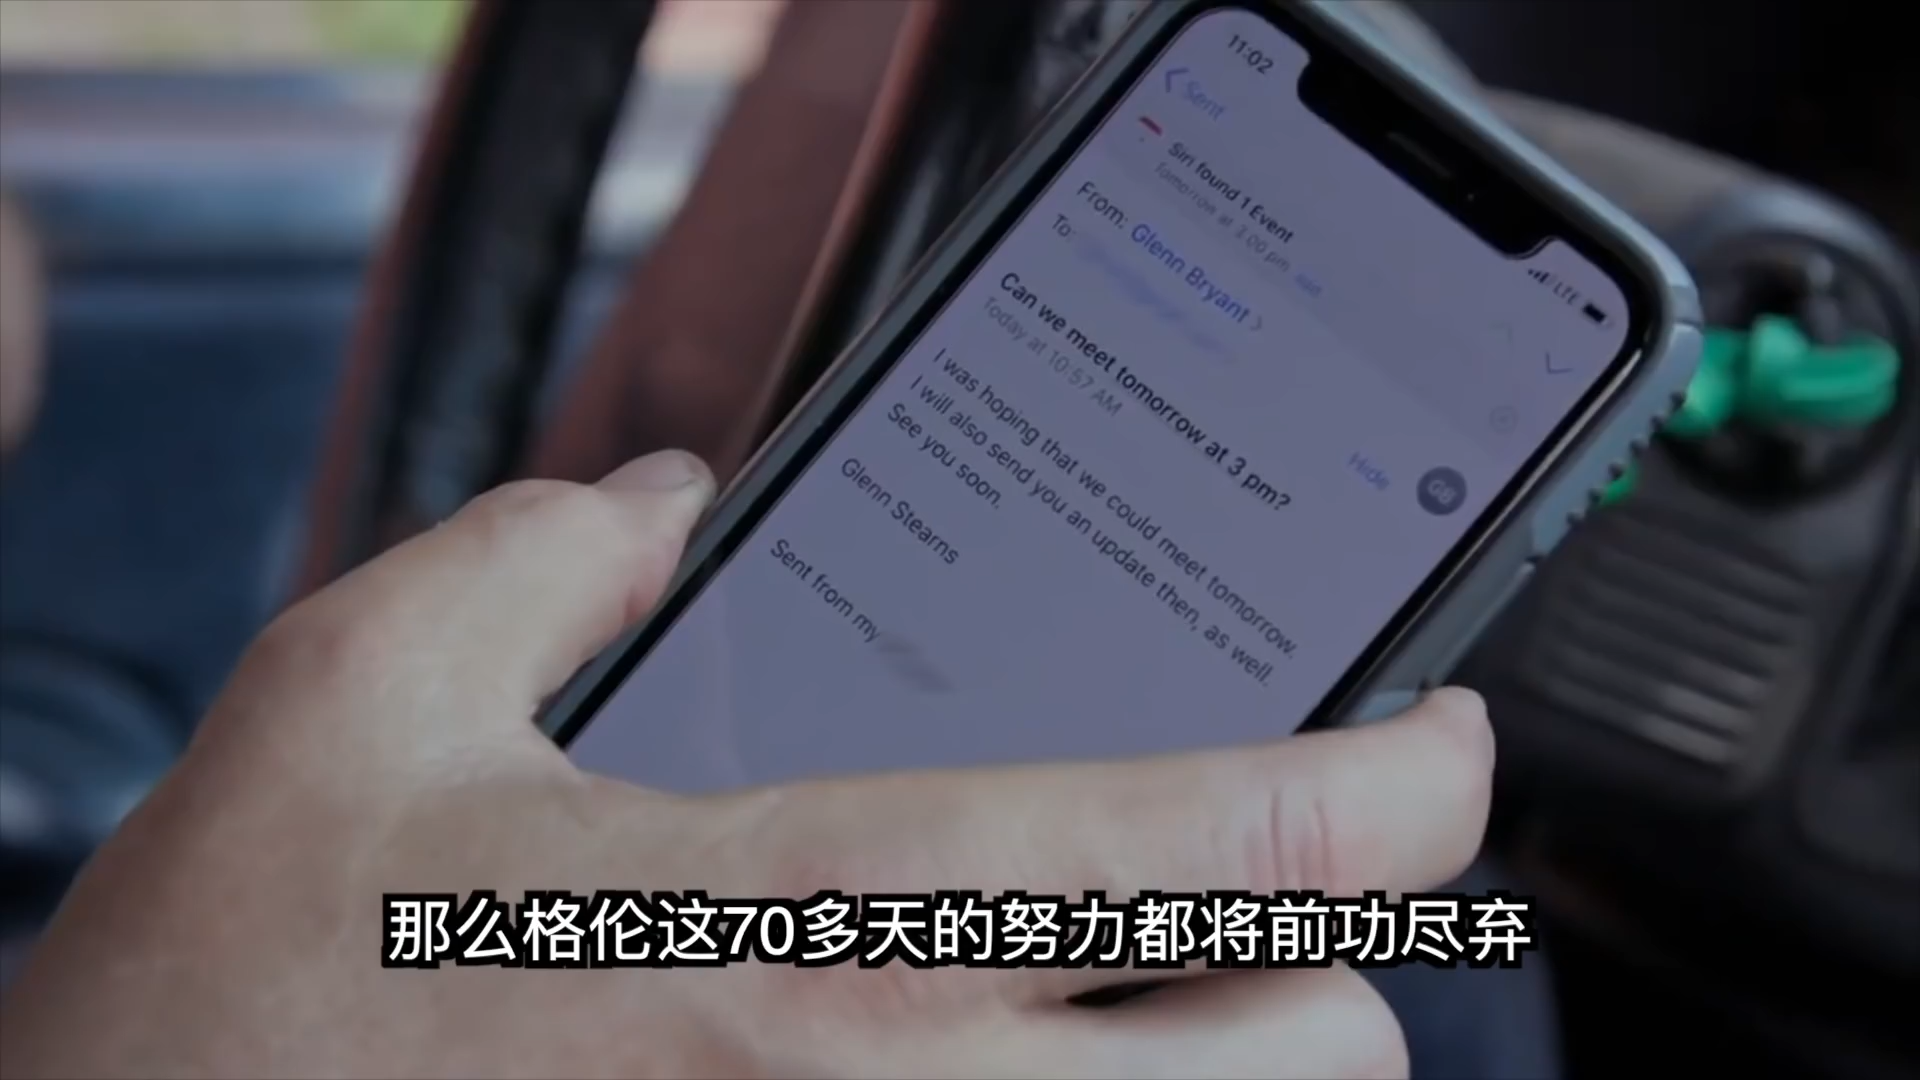 11:02
LTE
Sent
Siri found 1 Event
Tomorrow at 3:00 pm
From: Glenn Bryant
To:
Hide
GB
Can we meet tomorrow at 3 pm?
Today at 10:57 AM
I was hoping that we could meet tomorrow.
I will also send you an update then, as well.
See you soon.
Glenn Stearns
Sent from my
那么格伦这70多天的努力都将前功尽弃